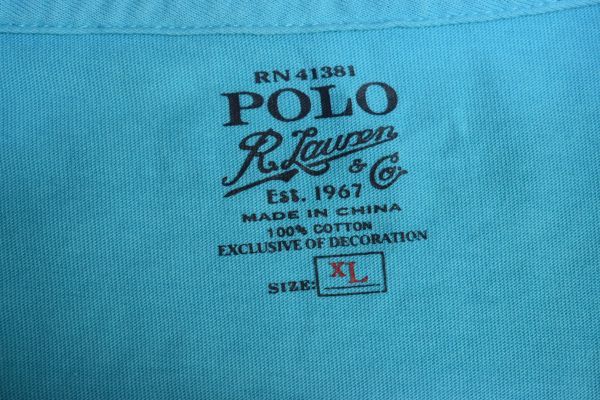 RN 41381
POLO
R. Lauren
& Co.
Est. 1967
MADE IN CHINA
100% COTTON
EXCLUSIVE OF DECORATION
SIZE: XL